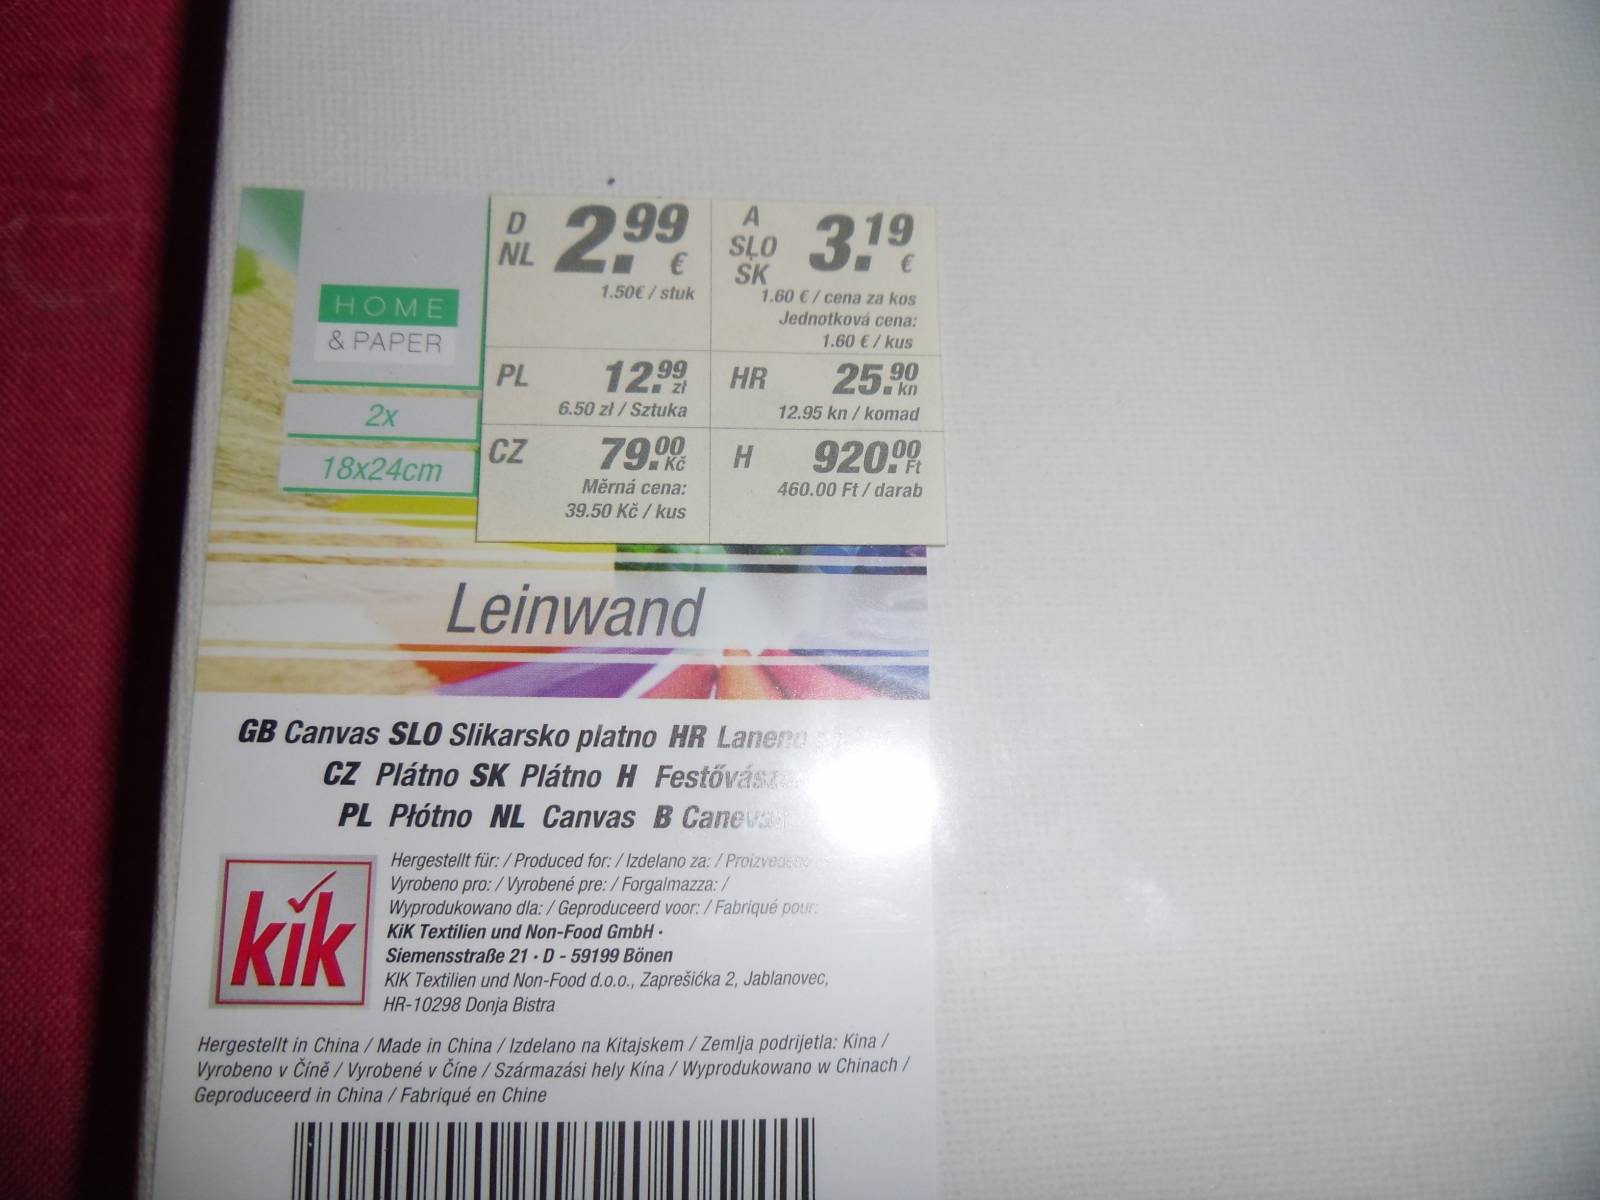 HOME
& PAPER
2x
18x24cm
D
NL
2.99
€
1.50€ / stuk
A
SLO
SK
3.19
€
1.60 € / cena za kos
Jednotková cena:
1.60 € / kus
PL
12.99
zł
6.50 zł / Sztuka
HR
25.90
kn
12.95 kn / komad
CZ
79.00
Kč
Měrná cena:
39.50 Kč / kus
H
920.00
Ft
460.00 Ft / darab
Leinwand
GB Canvas SLO Slikarsko platno HR Laneno
CZ Plátno SK Plátno H
PL Płótno NL Canvas B
kik
Hergestellt für: / Produced for: / Izdelano za: / Proizvedeno
Vyrobeno pro: / Vyrobené pre: / Forgalmazza: /
Wyprodukowano dla: / Geproduceerd voor: / Fabriqué pour:
KiK Textilien und Non-Food GmbH ·
Siemensstraße 21 · D - 59199 Bönen
KIK Textilien und Non-Food d.o.o., Zaprešićka 2, Jablanovec,
HR-10298 Donja Bistra
Hergestellt in China / Made in China / Izdelano na Kitajskem / Zemlja podrijetla: Kina /
Vyrobeno v Číně / Vyrobené v Číne / Származási hely Kína / Wyprodukowano w Chinach /
Geproduceerd in China / Fabriqué en Chine